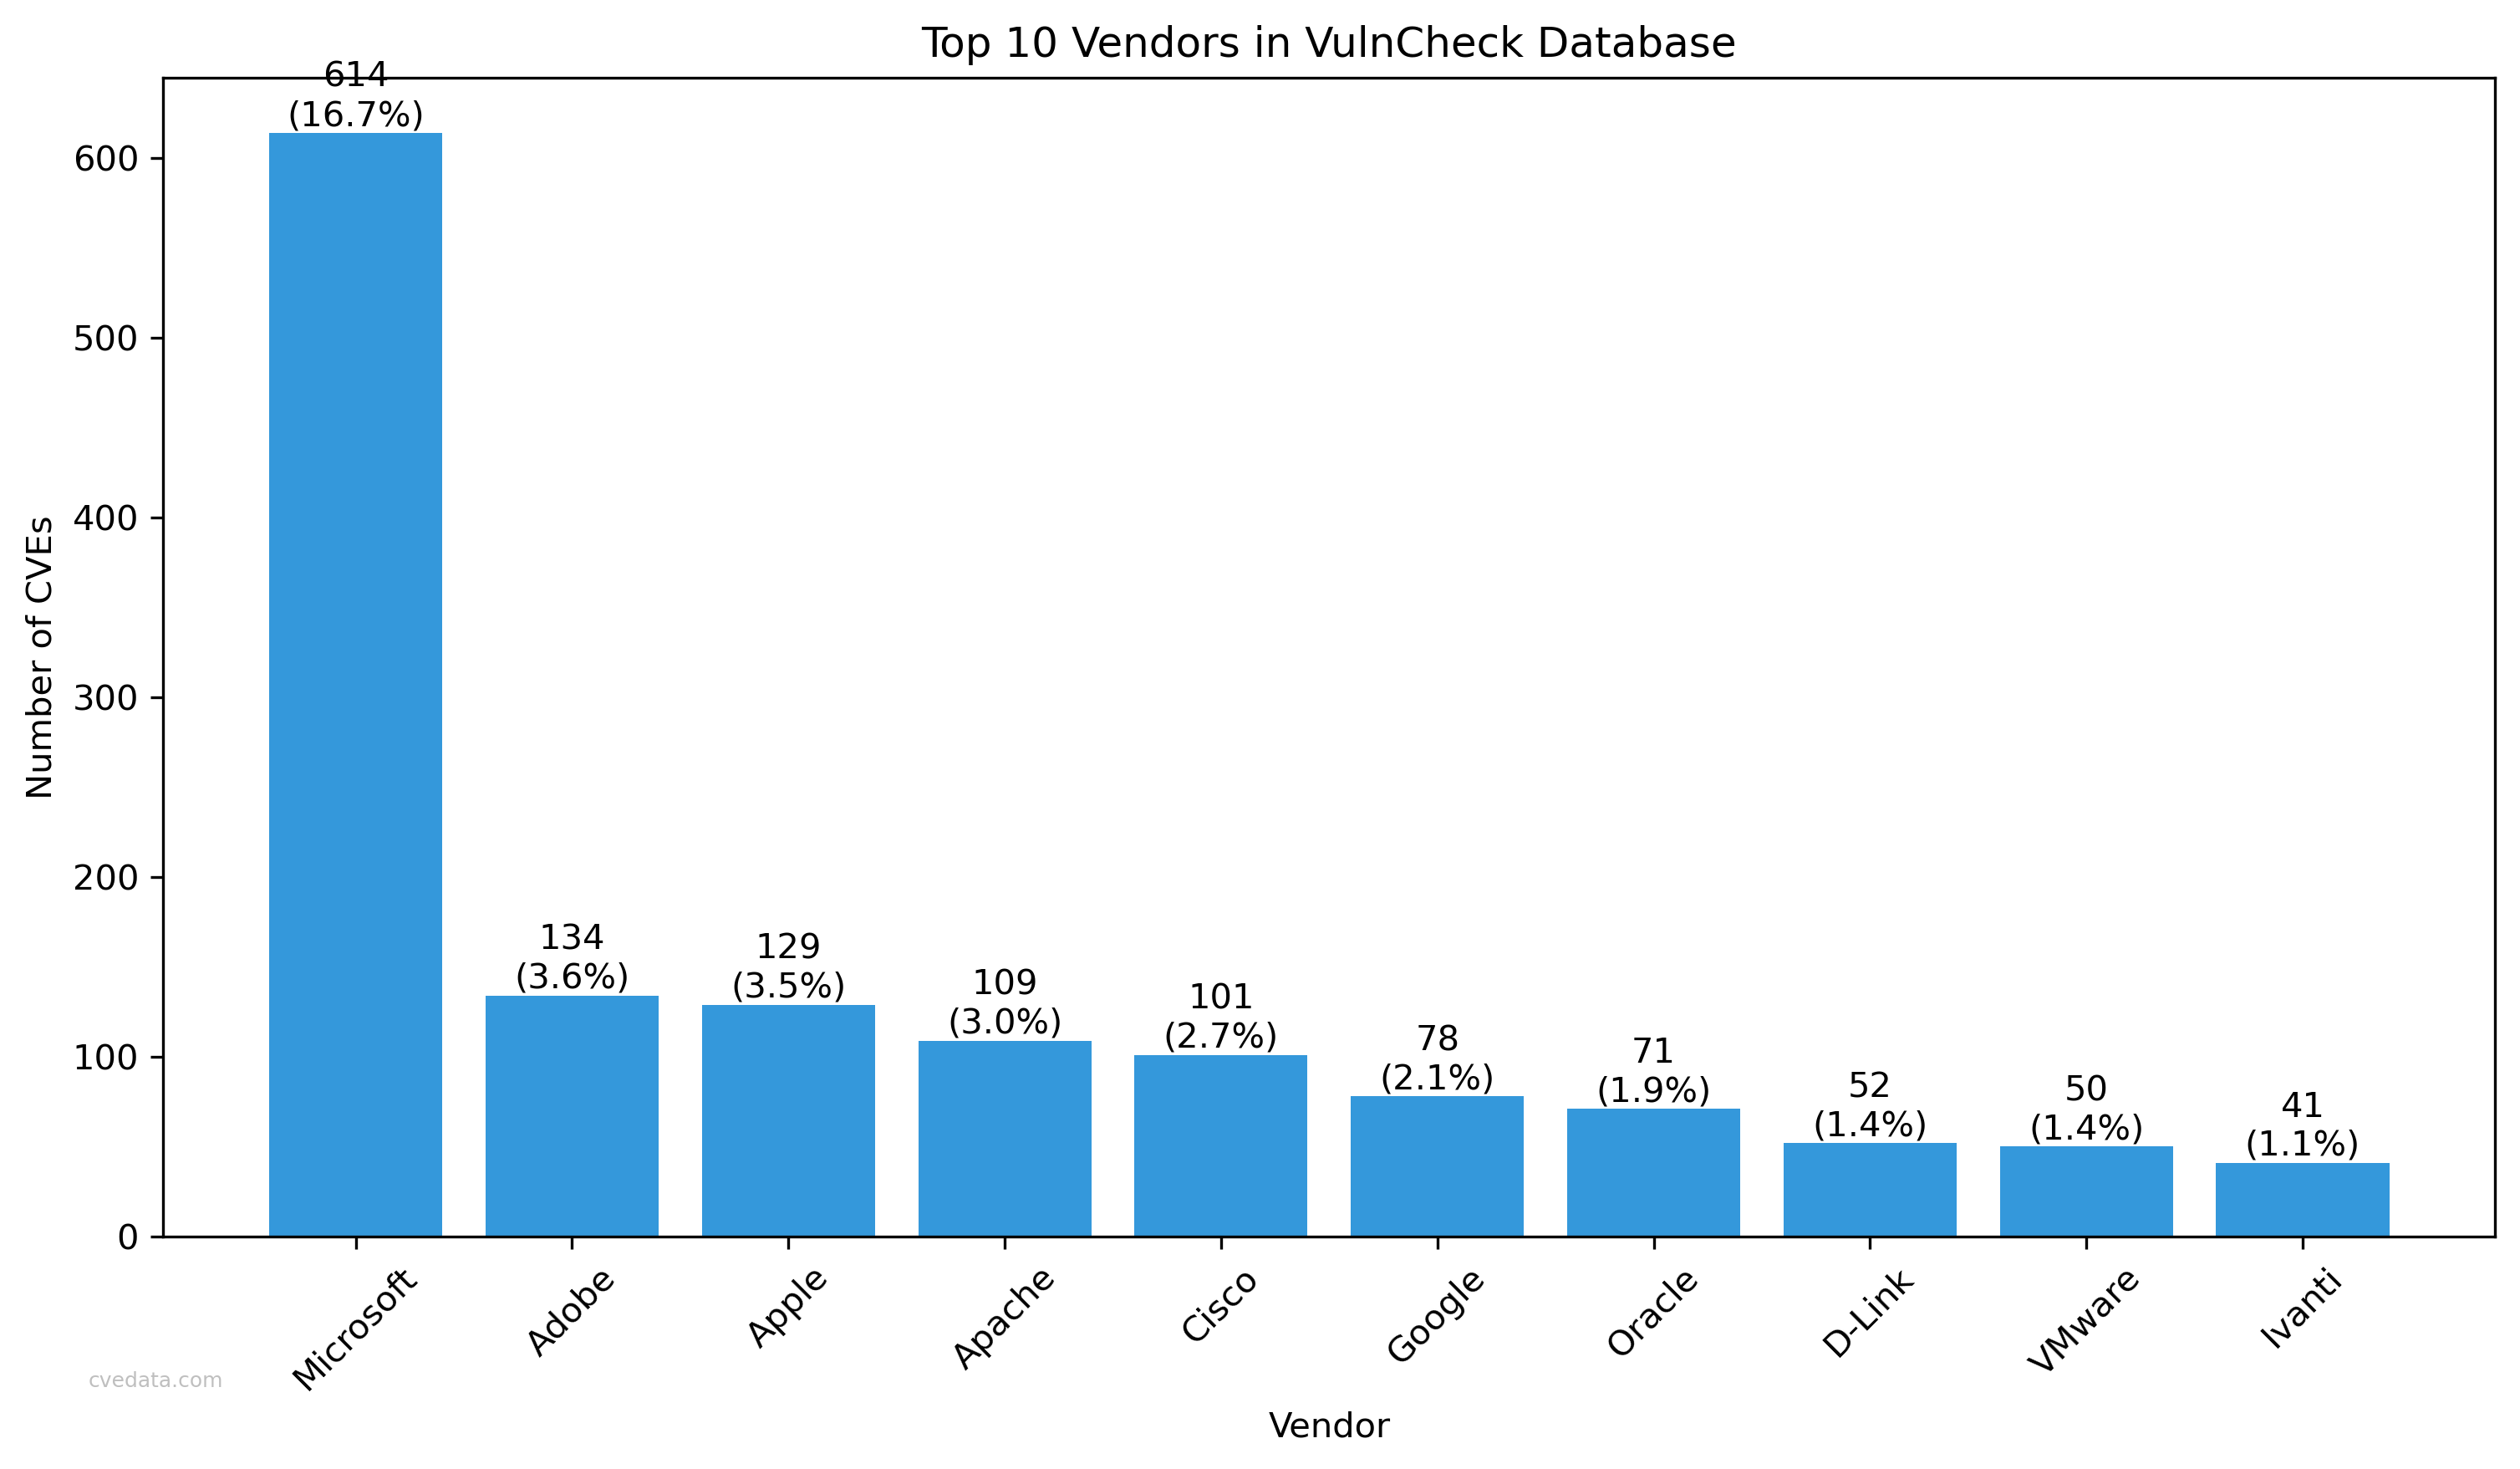 Top 10 Vendors in VulnCheck Database
614
(16.7%)
134
(3.6%)
129
(3.5%)
109
(3.0%)
101
(2.7%)
78
(2.1%)
71
(1.9%)
52
(1.4%)
50
(1.4%)
41
(1.1%)
600
500
400
300
200
100
0
Number of CVEs
Microsoft
Adobe
Apple
Apache
Cisco
Google
Oracle
D-Link
VMware
Ivanti
Vendor
cvedata.com